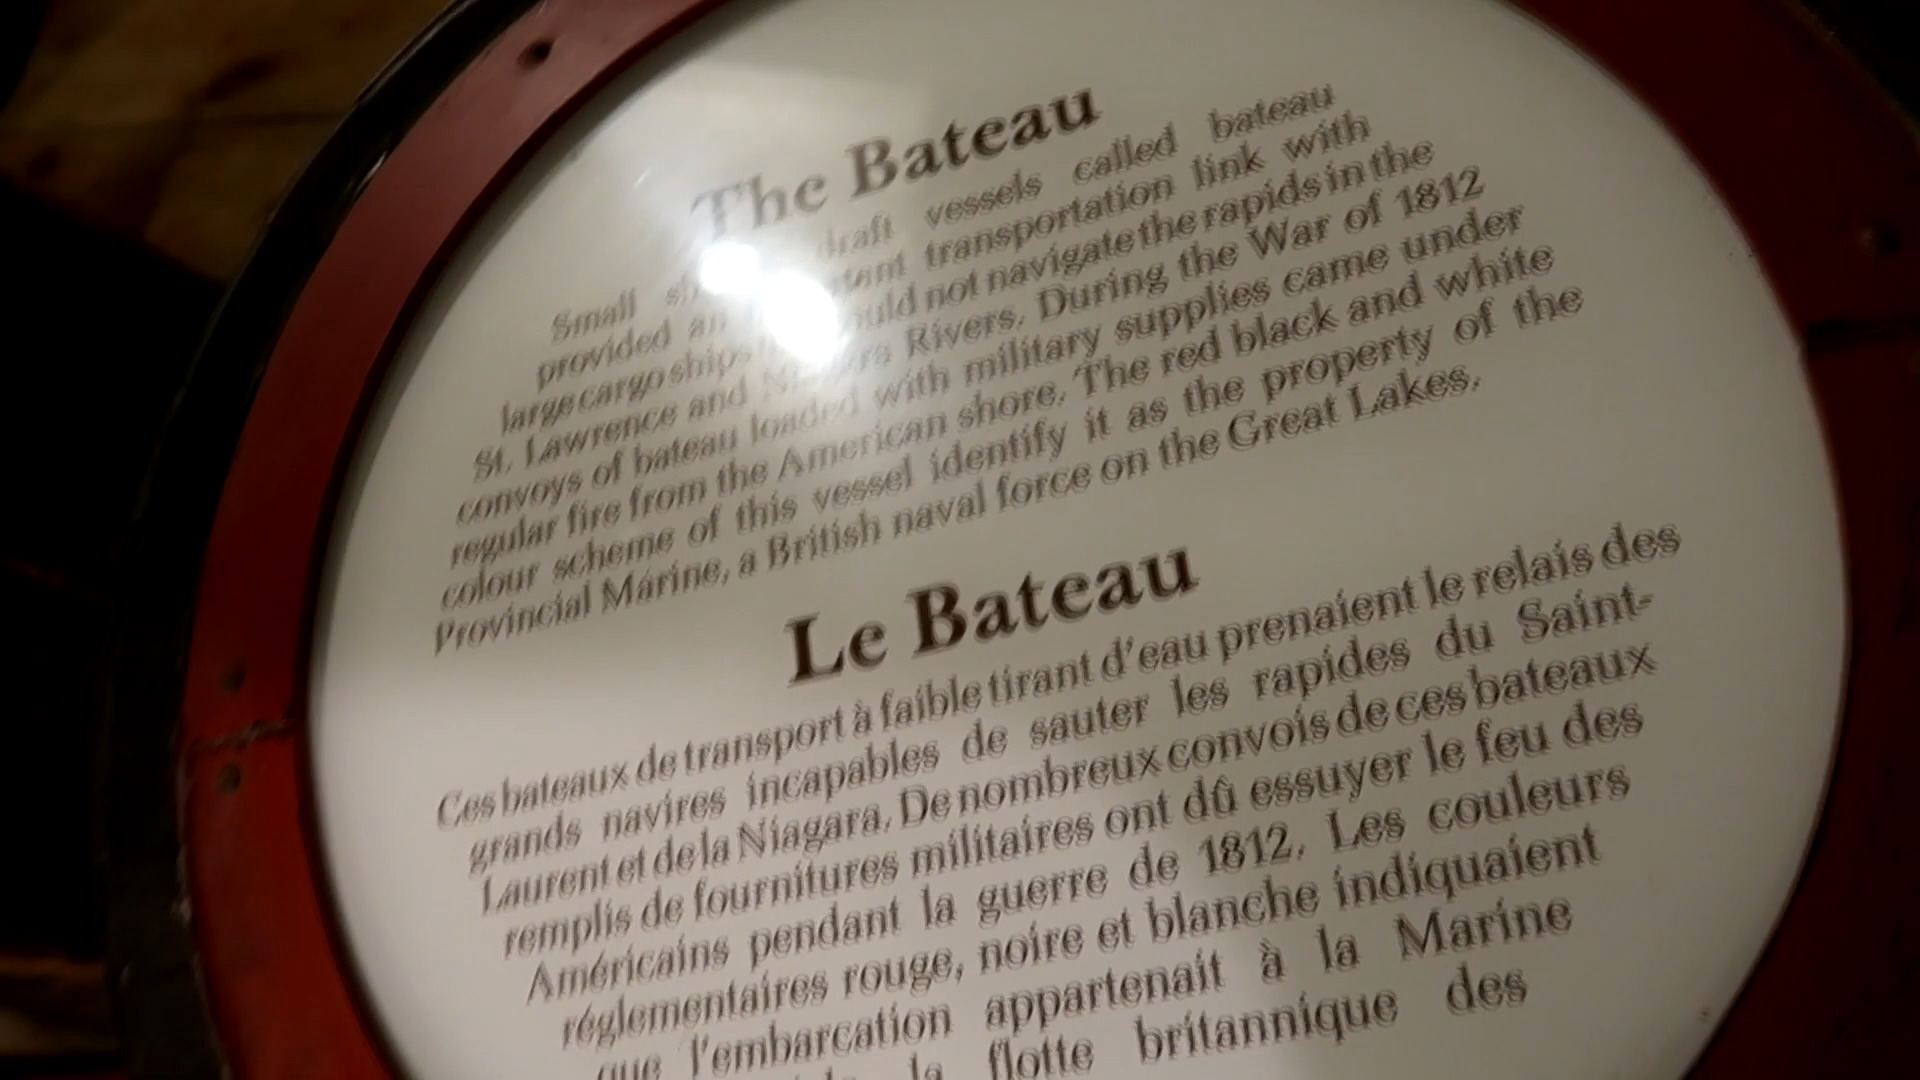 The Bateau
Small draft vessels called bateau
provided an transportation link with
large cargo ships could not navigate the rapids in the
St. Lawrence and Niagara Rivers. During the War of 1812
convoys of bateau loaded with military supplies came under
regular fire from the American shore. The red black and white
colour scheme of this vessel identify it as the property of the
Provincial Marine, a British naval force on the Great Lakes.
Le Bateau
Ces bateaux de transport à faible tirant d'eau prenaient le relais des
grands navires incapables de sauter les rapides du Saint-
Laurent et de la Niagara. De nombreux convois de ces bateaux
remplis de fournitures militaires ont dû essuyer le feu des
Américains pendant la guerre de 1812. Les couleurs
réglementaires rouge, noire et blanche indiquaient
que l'embarcation appartenait à la Marine
la flotte britannique des